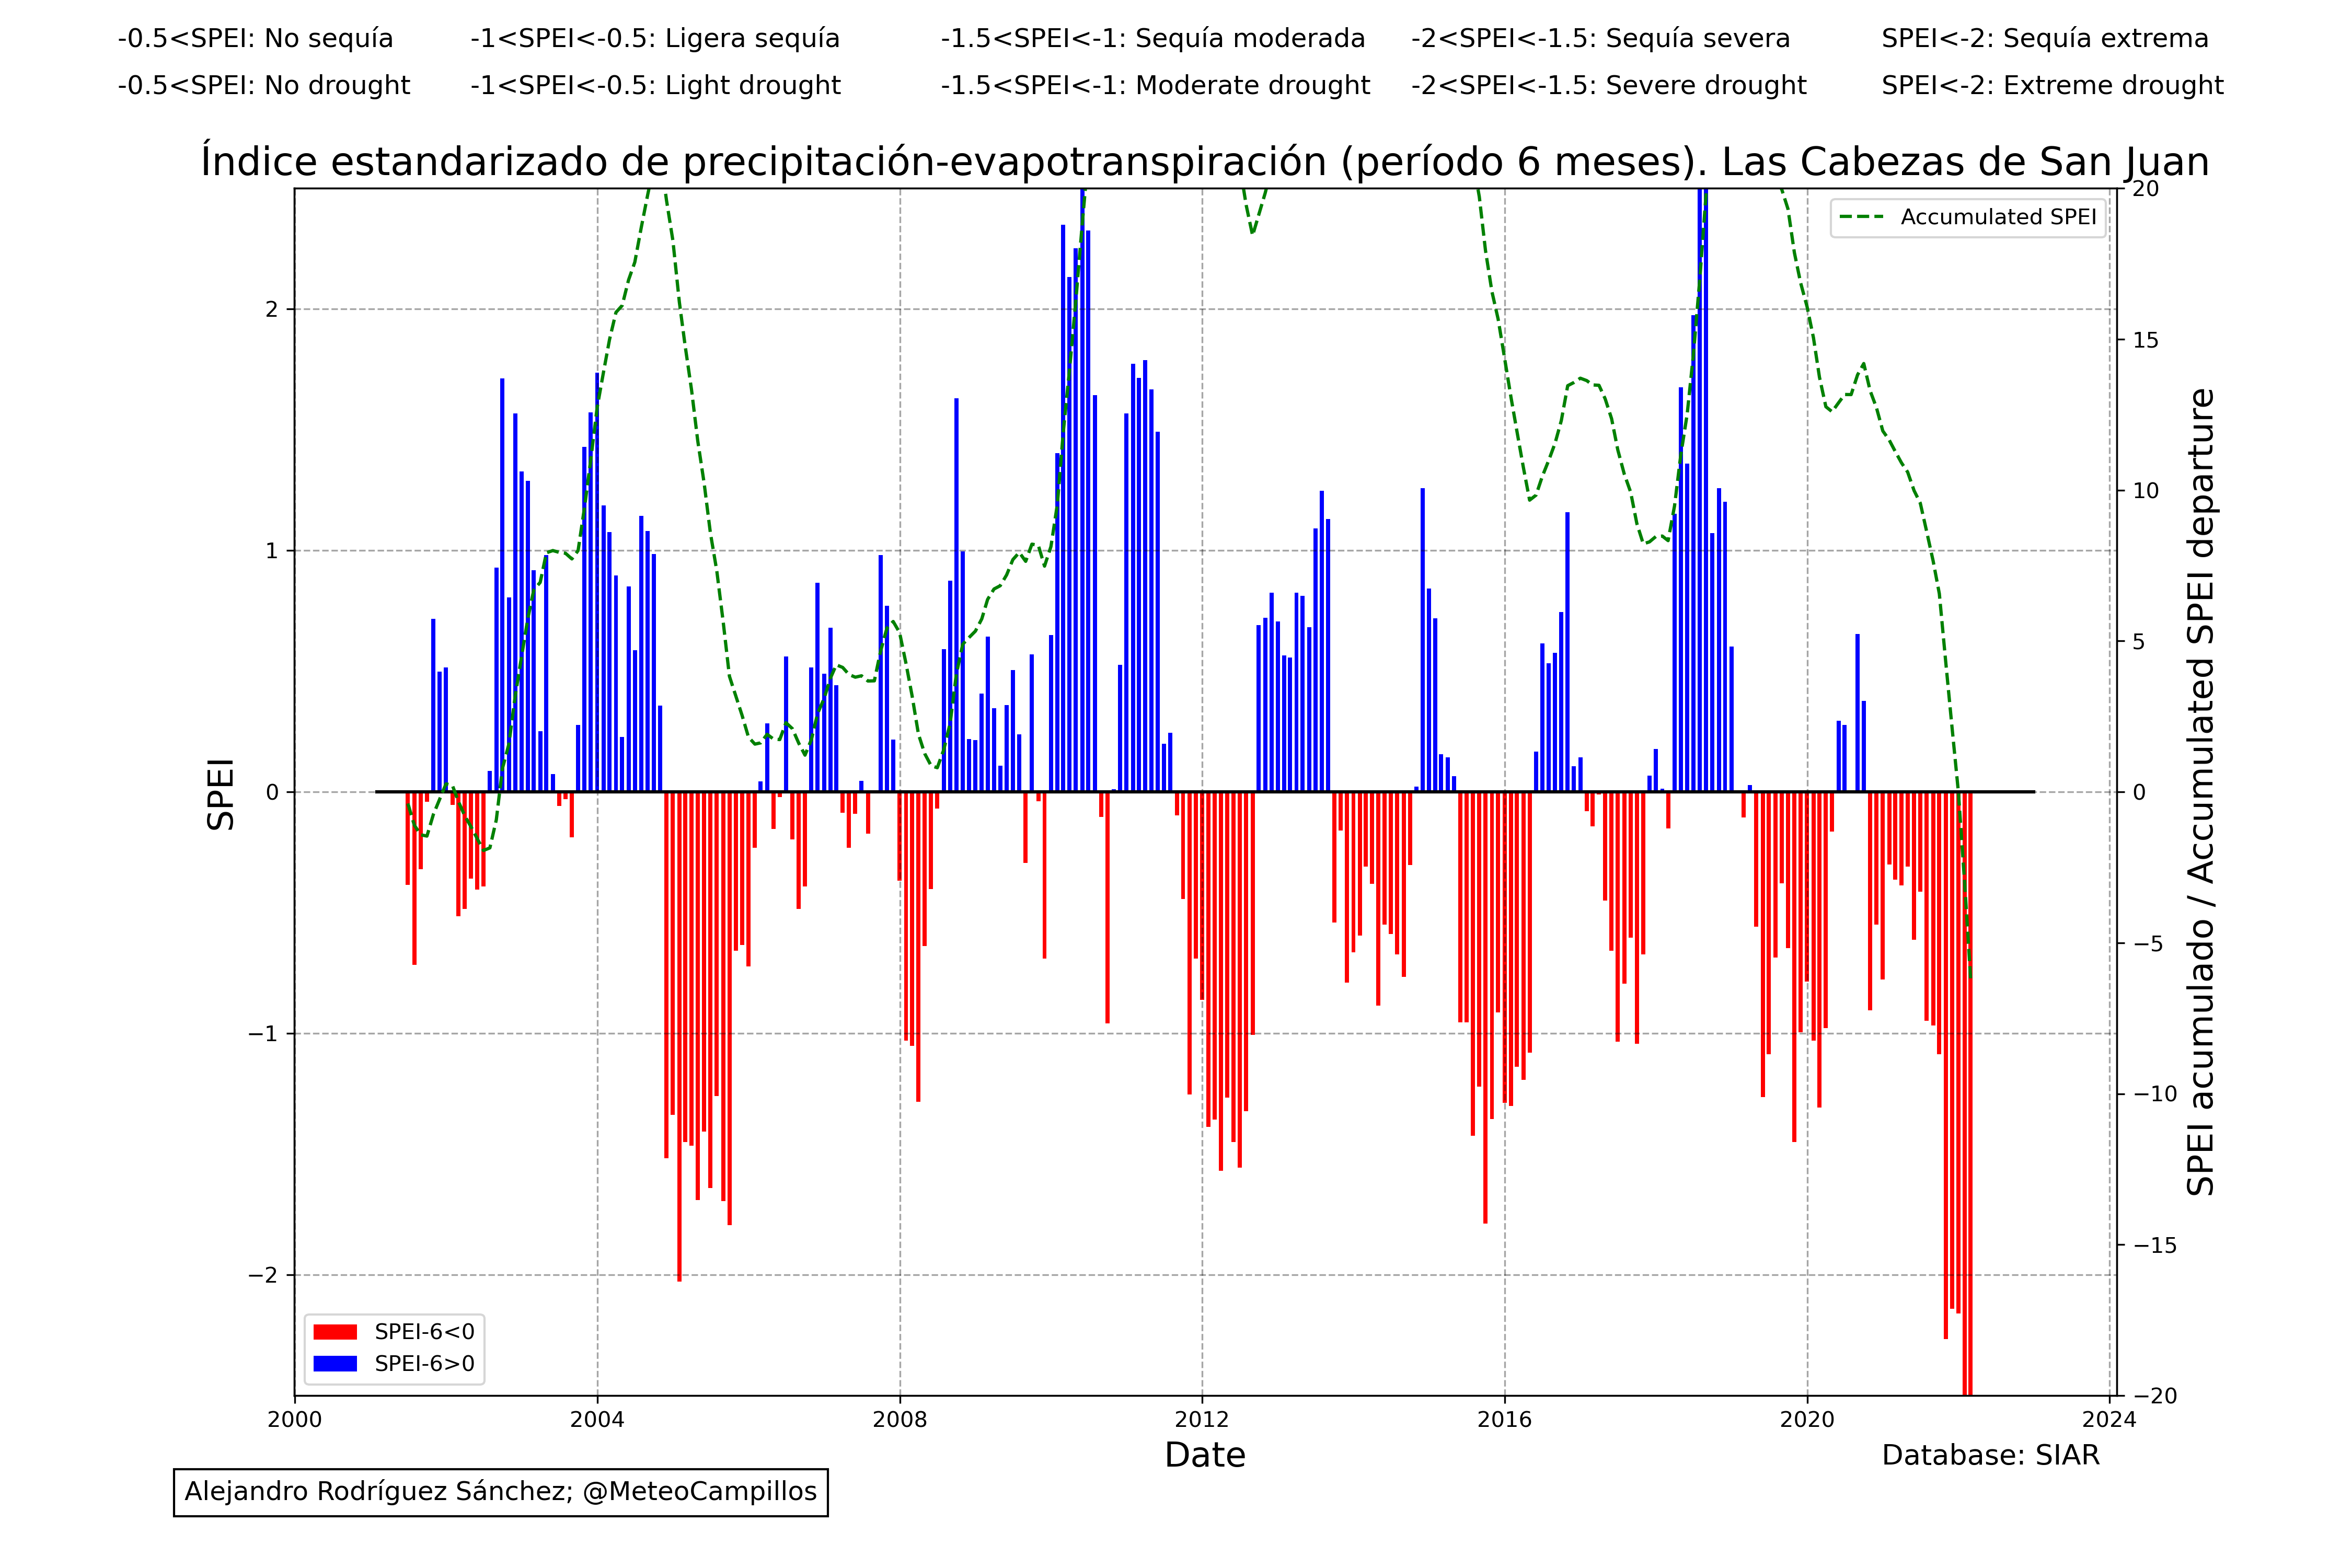 -0.5<SPEI: No sequía -1<SPEI<-0.5: Ligera sequía -1.5<SPEI<-1: Sequía moderada -2<SPEI<-1.5: Sequía severa SPEI<-2: Sequía extrema
-0.5<SPEI: No drought -1<SPEI<-0.5: Light drought -1.5<SPEI<-1: Moderate drought -2<SPEI<-1.5: Severe drought SPEI<-2: Extreme drought
Índice estandarizado de precipitación-evapotranspiración (período 6 meses). Las Cabezas de San Juan
Accumulated SPEI
SPEI
2
1
0
−1
−2
20
15
10
5
0
−5
−10
−15
−20
SPEI acumulado / Accumulated SPEI departure
SPEI-6<0
SPEI-6>0
2000 2004 2008 2012 2016 2020 2024
Date
Database: SIAR
Alejandro Rodríguez Sánchez; @MeteoCampillos